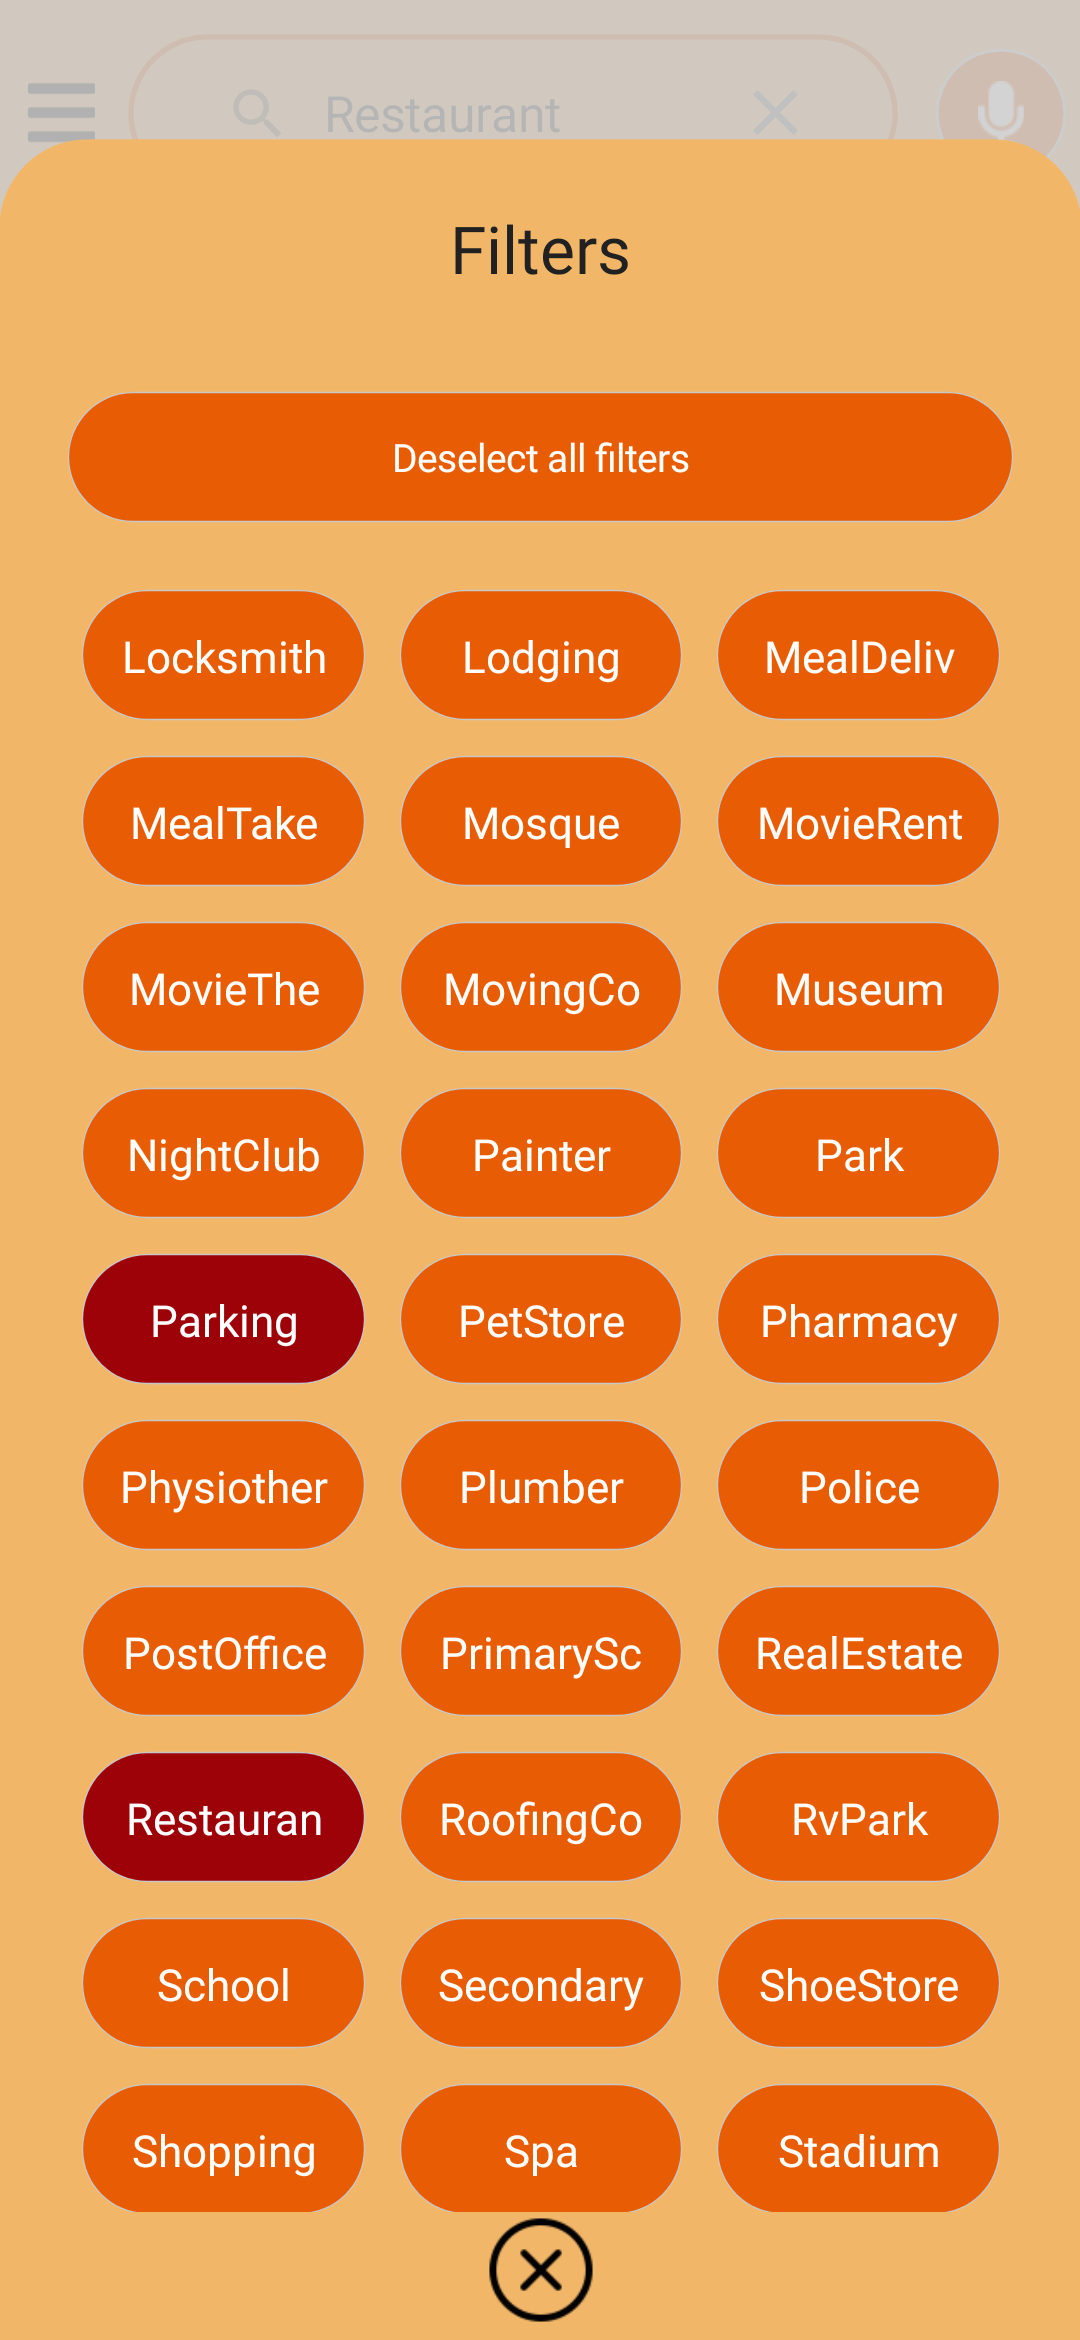 Restaurant
Filters
Deselect all filters
Locksmith Lodging MealDeliv
MealTake Mosque MovieRent
MovieThe MovingCo Museum
NightClub Painter Park
Parking PetStore Pharmacy
Physiother Plumber Police
PostOffice PrimarySc RealEstate
Restauran RoofingCo RvPark
School Secondary ShoeStore
Shopping Spa Stadium